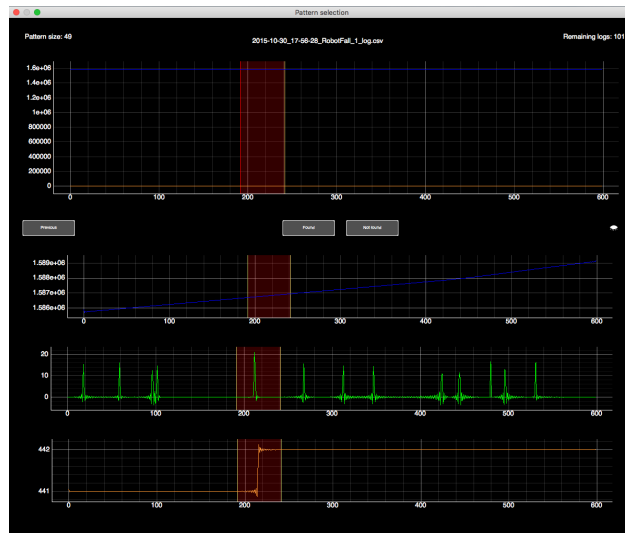 Pattern selection
Pattern size: 49
2015-10-30_17-56-28_RobotFall_1_log.csv
Remaining logs: 101
1.6e+06
1.4e+06
1.2e+06
1e+06
800000
600000
400000
200000
0
0 100 200 300 400 500 600
Previous Found Not found
1.589e+06
1.588e+06
1.587e+06
1.586e+06
0 100 200 300 400 500 600
20
10
0
0 100 200 300 400 500 600
442
441
0 100 200 300 400 500 600